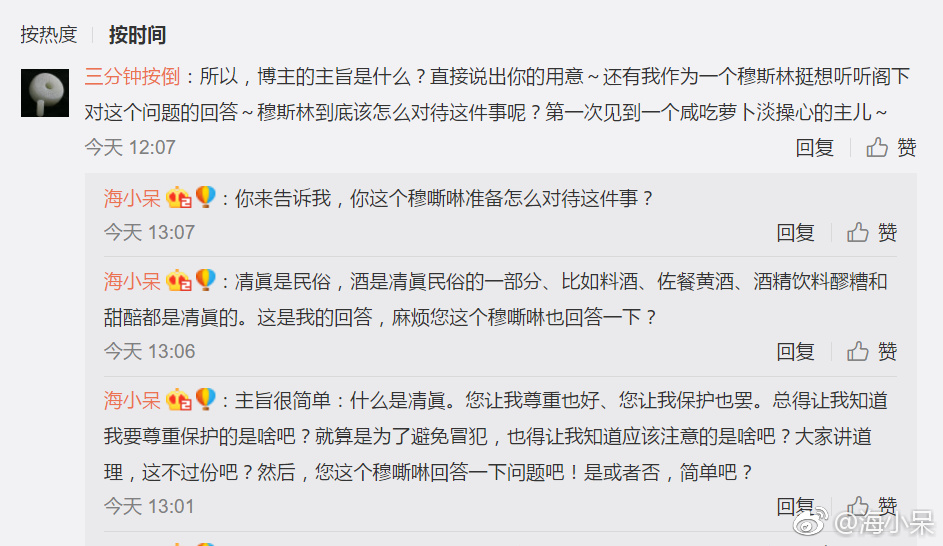 按热度 按时间
三分钟按倒：所以，博主的主旨是什么？直接说出你的用意～还有我作为一个穆斯林挺想听听阁下
对这个问题的回答～穆斯林到底该怎么对待这件事呢？第一次见到一个咸吃萝卜淡操心的主儿～
今天 12:07 回复 赞
海小呆：你来告诉我，你这个穆嘶啉准备怎么对待这件事？
今天 13:07 回复 赞
海小呆：凊眞是民俗，酒是凊眞民俗的一部分、比如料酒、佐餐黄酒、酒精饮料醪糟和
甜醅都是凊眞的。这是我的回答，麻烦您这个穆嘶啉也回答一下？
今天 13:06 回复 赞
海小呆：主旨很简单：什么是凊眞。您让我尊重也好、您让我保护也罢。总得让我知道
我要尊重保护的是啥吧？就算是为了避免冒犯，也得让我知道应该注意的是啥吧？大家讲道
理，这不过份吧？然后，您这个穆嘶啉回答一下问题吧！是或者否，简单吧？
今天 13:01 回复 赞
@海小呆